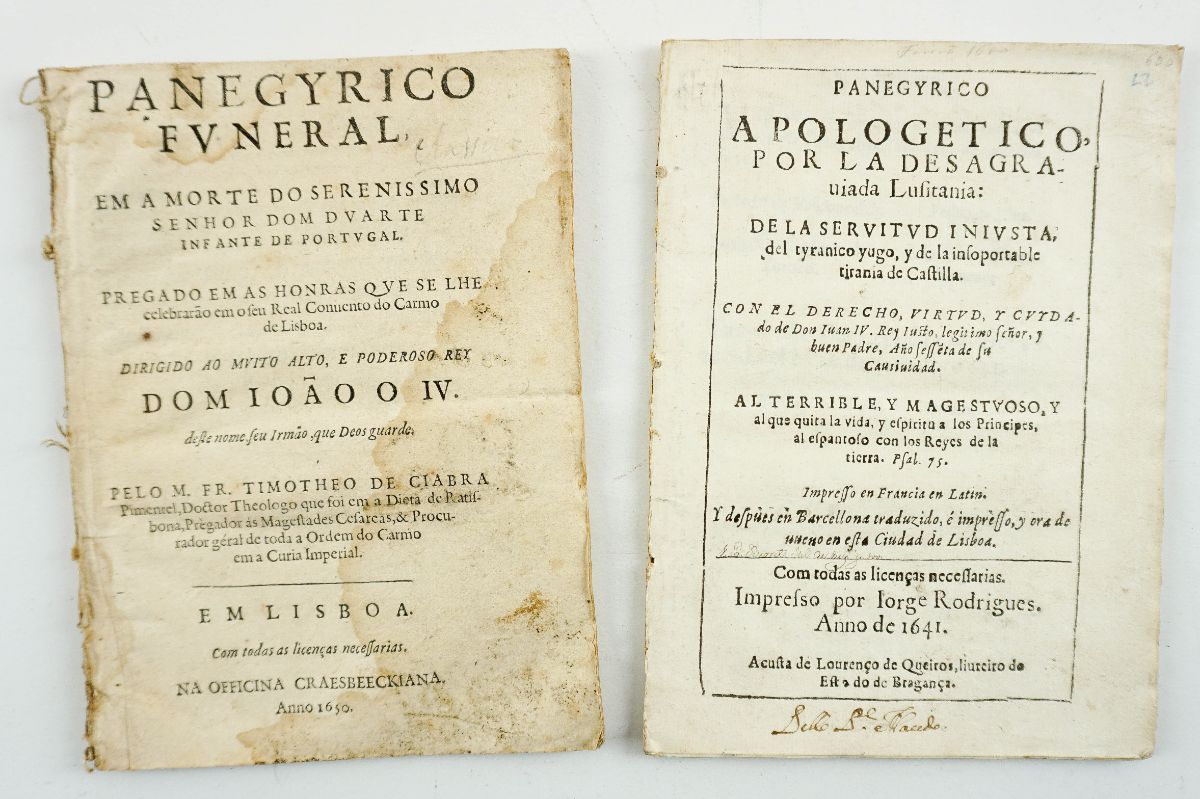 PANEGYRICO
FVNERAL,
EM A MORTE DO SERENISSIMO
SENHOR DOM DVARTE
INFANTE DE PORTVGAL,
PREGADO EM AS HONRAS QVE SE LHE
celebrarão em o seu Real Conuento do Carmo
de Lisboa.
DIRIGIDO AO MVITO ALTO, E PODEROSO REY
DOM IOÃO O IV.
deste nome, seu Irmão, que Deos guarde.
PELO M. FR. TIMOTHEO DE CIABRA
Pimentel, Doctor Theologo que foi em a Dieta de Ratis-
bona, Prègador às Magestades Cesareas, & Procu-
rador géral de toda a Ordem do Carmo
em a Curia Imperial.
EM LISBOA.
Com todas as licenças necessarias.
NA OFFICINA CRAESBEECKIANA.
Anno 1650.
PANEGYRICO
APOLOGETICO,
POR LA DESAGRA-
uiada Lusitania:
DE LA SERVITVD INIVSTA,
del tyranico yugo, y de la insoportable
tirania de Castilla.
CON EL DERECHO, VIRTVD, Y CVYDA-
do de Don Iuan IV. Rey Iusto, legitimo señor, y
buen Padre, Año sessẽta de su
Cautiuidad.
AL TERRIBLE, Y MAGESTVOSO, Y
al que quita la vida, y espiritu a los Principes,
al espantoso con los Reyes de la
tierra. Psal. 75.
Impresso en Francia en Latin.
Y despùes en Barcellona traduzido, é impresso, y ora de
nueno en esta Ciudad de Lisboa.
Com todas as licenças necessarias.
Impresso por Iorge Rodrigues.
Anno de 1641.
Acusta de Lourenço de Queiros, liureiro do
Estado de Bragança.